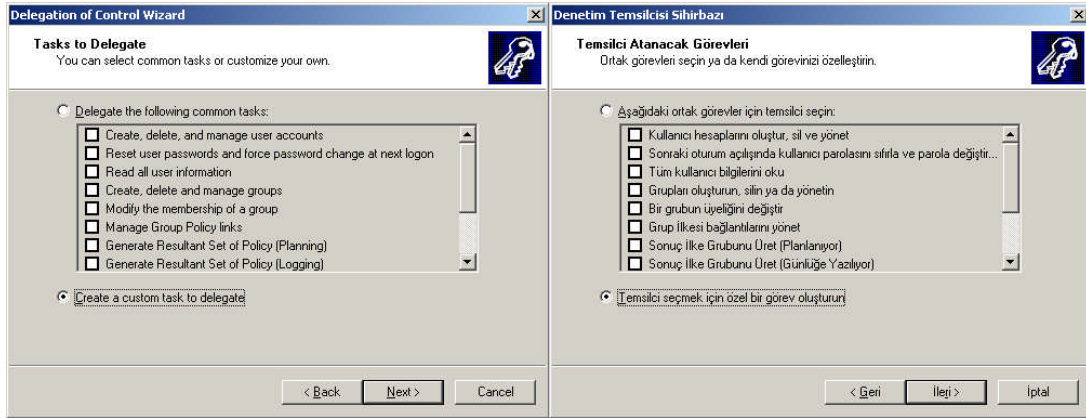 Delegation of Control Wizard
Tasks to Delegate
You can select common tasks or customize your own.
Delegate the following common tasks:
Create, delete, and manage user accounts
Reset user passwords and force password change at next logon
Read all user information
Create, delete and manage groups
Modify the membership of a group
Manage Group Policy links
Generate Resultant Set of Policy (Planning)
Generate Resultant Set of Policy (Logging)
Create a custom task to delegate
< Back
Next >
Cancel
Denetim Temsilcisi Sihirbazı
Temsilci Atanacak Görevleri
Ortak görevleri seçin ya da kendi görevinizi özelleştirin.
Aşağıdaki ortak görevler için temsilci seçin:
Kullanıcı hesaplarını oluştur, sil ve yönet
Sonraki oturum açılışında kullanıcı parolasını sıfırla ve parola değiştir...
Tüm kullanıcı bilgilerini oku
Grupları oluşturun, silin ya da yönetin
Bir grubun üyeliğini değiştir
Grup İlkesi bağlantılarını yönet
Sonuç İlke Grubunu Üret (Planlanıyor)
Sonuç İlke Grubunu Üret (Günlüğe Yazılıyor)
Temsilci seçmek için özel bir görev oluşturun
< Geri
İleri >
İptal